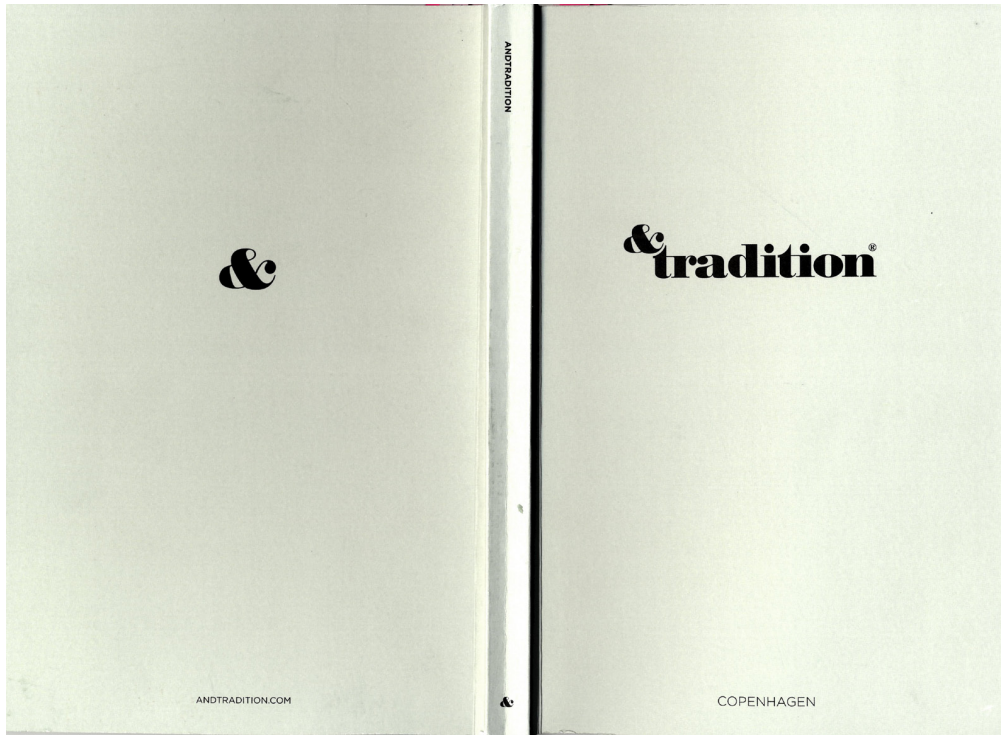 &
ANDTRADITION.COM
ANDTRADITION
&
&tradition®
COPENHAGEN